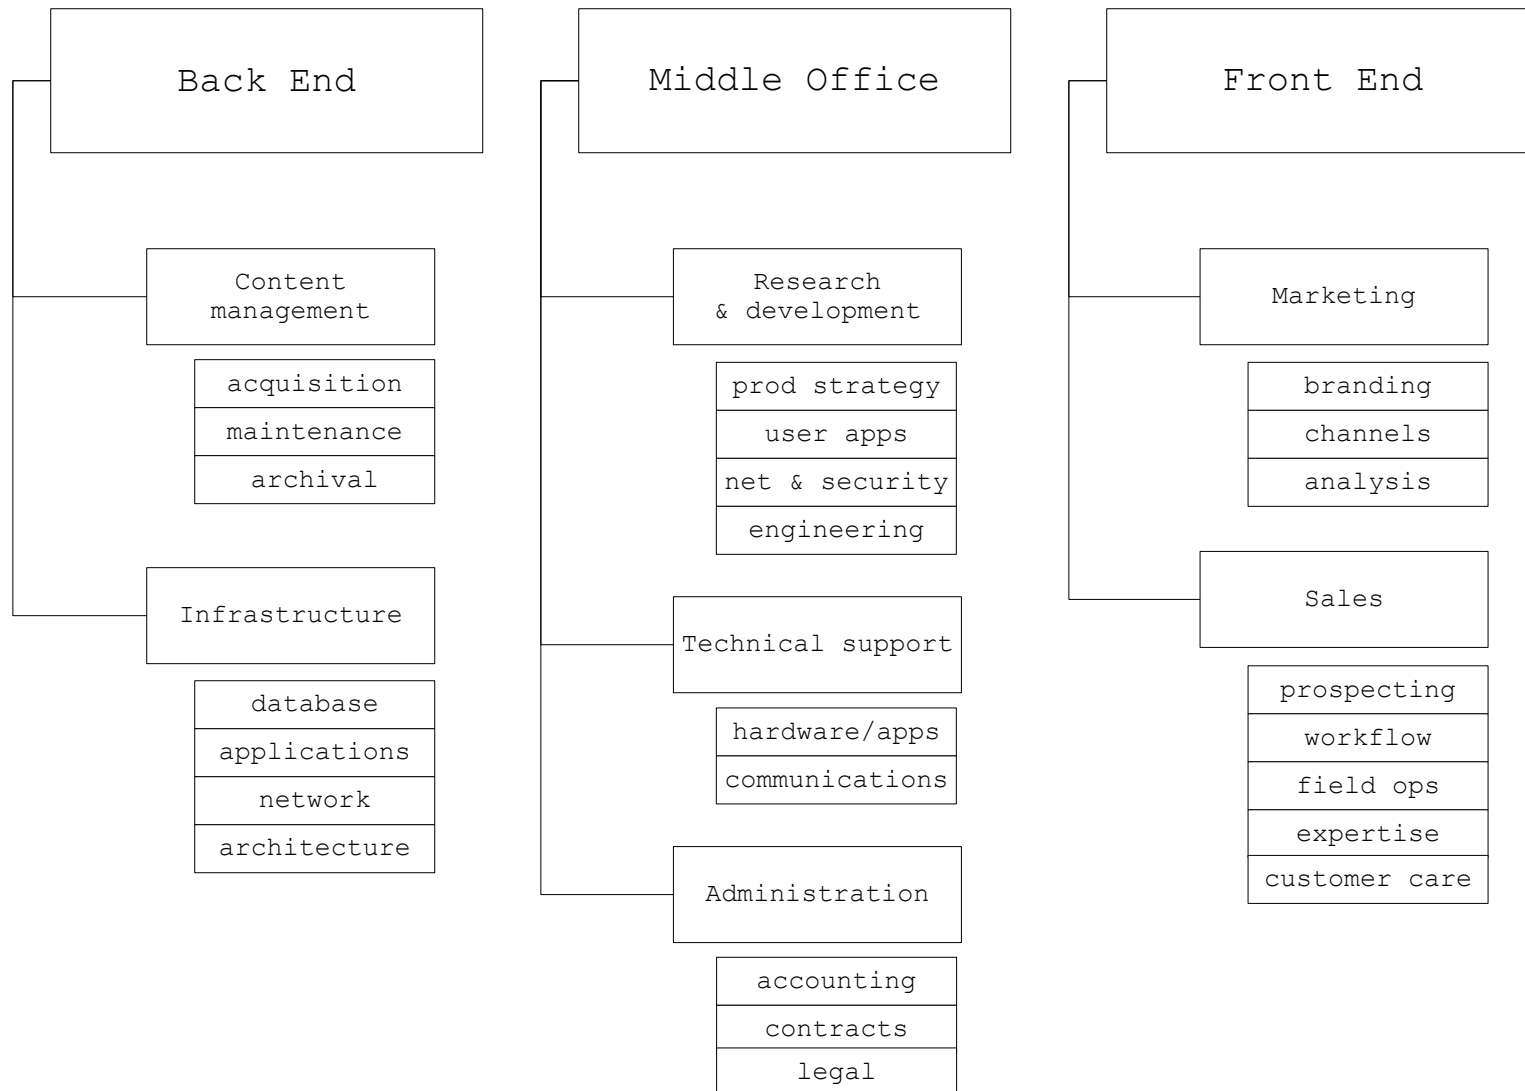 Back End
Content
management
acquisition
maintenance
archival
Infrastructure
database
applications
network
architecture
Middle Office
Research
& development
prod strategy
user apps
net & security
engineering
Technical support
hardware/apps
communications
Administration
accounting
contracts
legal
Front End
Marketing
branding
channels
analysis
Sales
prospecting
workflow
field ops
expertise
customer care